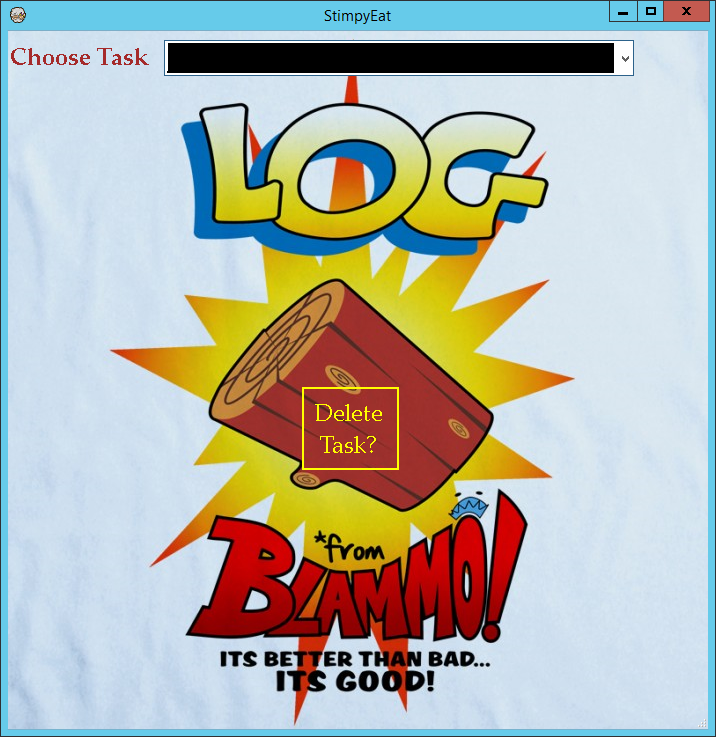 StimpyEat
Choose Task
LOG
Delete
Task?
*from
BLAMMO!
ITS BETTER THAN BAD...
ITS GOOD!